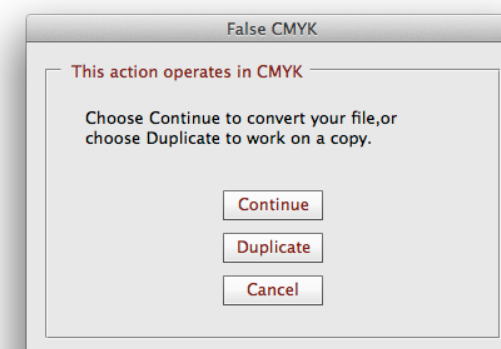 False CMYK
This action operates in CMYK
Choose Continue to convert your file,or
choose Duplicate to work on a copy.
Continue
Duplicate
Cancel